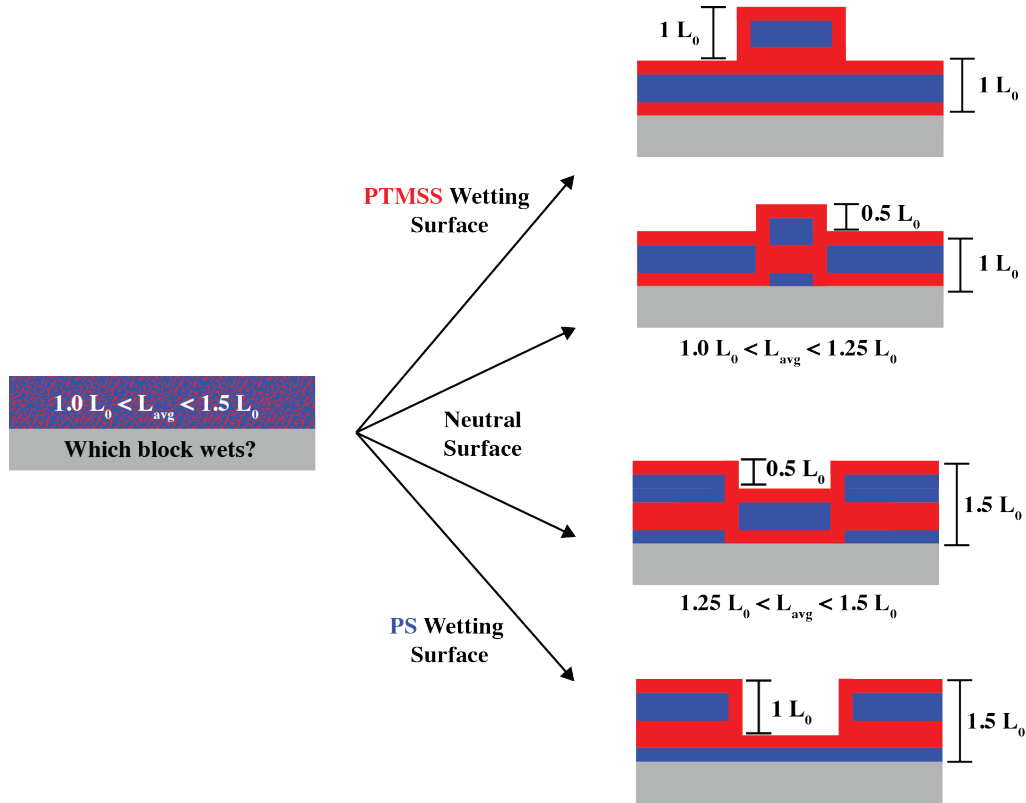 1 L₀
1 L₀
PTMSS Wetting
Surface
0.5 L₀
1 L₀
1.0 L₀ < Lavg < 1.25 L₀
1.0 L₀ < Lavg < 1.5 L₀
Which block wets?
Neutral
Surface
0.5 L₀
1.5 L₀
1.25 L₀ < Lavg < 1.5 L₀
PS Wetting
Surface
1 L₀
1.5 L₀